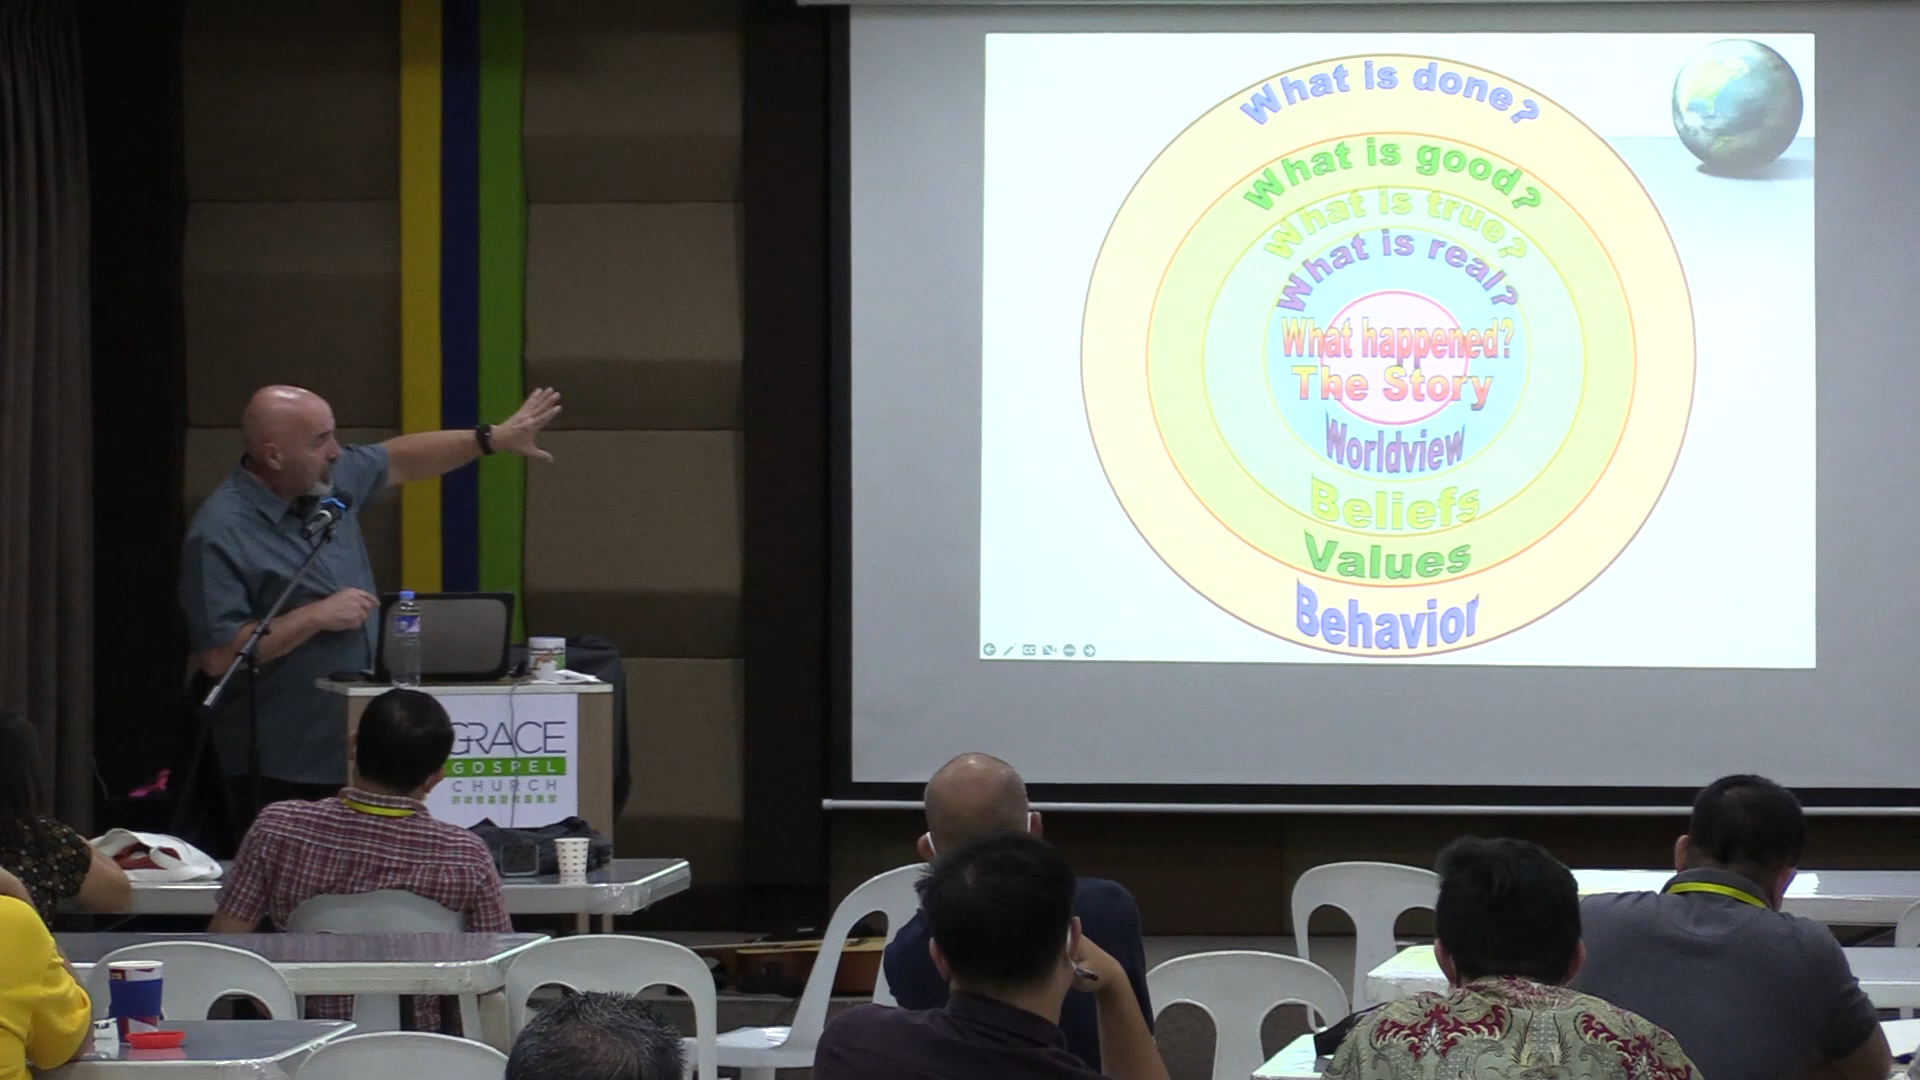 What is done?
What is good?
What is true?
What is real?
What happened?
The Story
Worldview
Beliefs
Values
Behavior
GRACE
GOSPEL
CHURCH